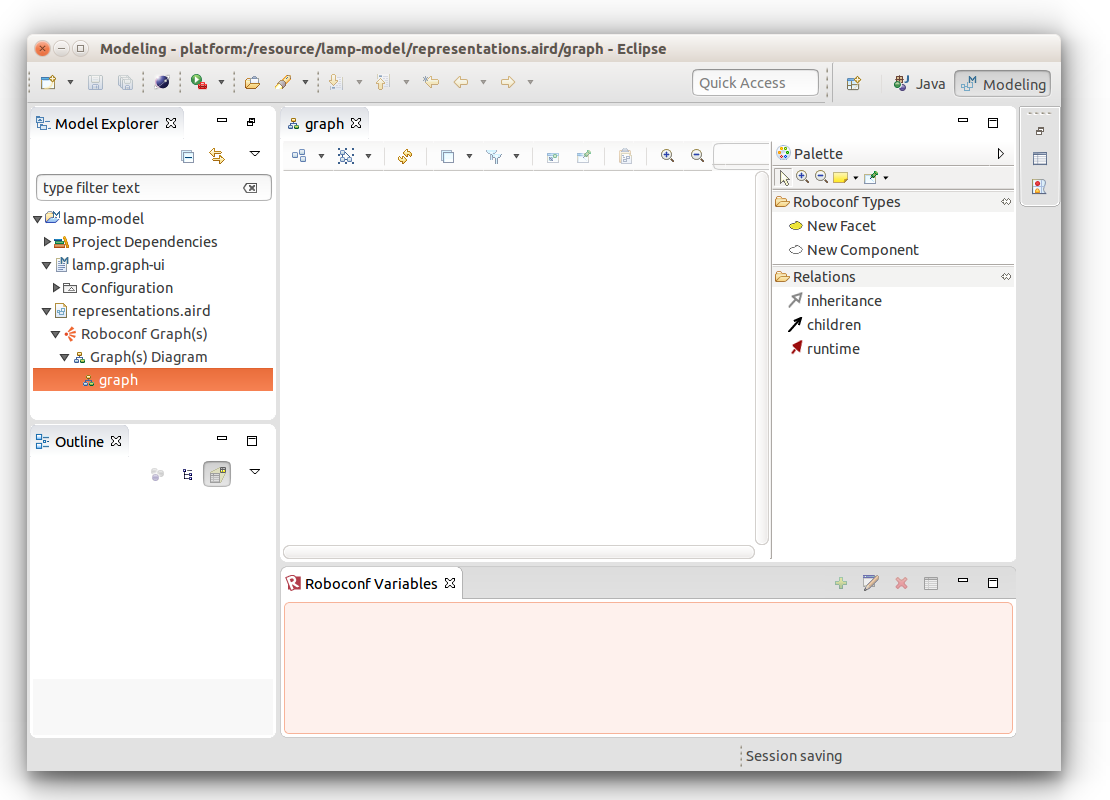 Modeling - platform:/resource/lamp-model/representations.aird/graph - Eclipse
Quick Access
Java
Modeling
Model Explorer
type filter text
lamp-model
Project Dependencies
lamp.graph-ui
Configuration
representations.aird
Roboconf Graph(s)
Graph(s) Diagram
graph
Outline
graph
Palette
Roboconf Types
New Facet
New Component
Relations
inheritance
children
runtime
Roboconf Variables
Session saving